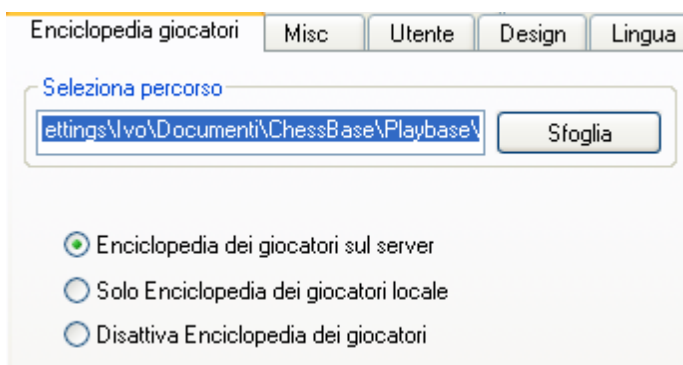 Enciclopedia giocatori Misc Utente Design Lingua
Seleziona percorso
ettings\Ivo\Documenti\ChessBase\Playbase\ Sfoglia
Enciclopedia dei giocatori sul server
Solo Enciclopedia dei giocatori locale
Disattiva Enciclopedia dei giocatori